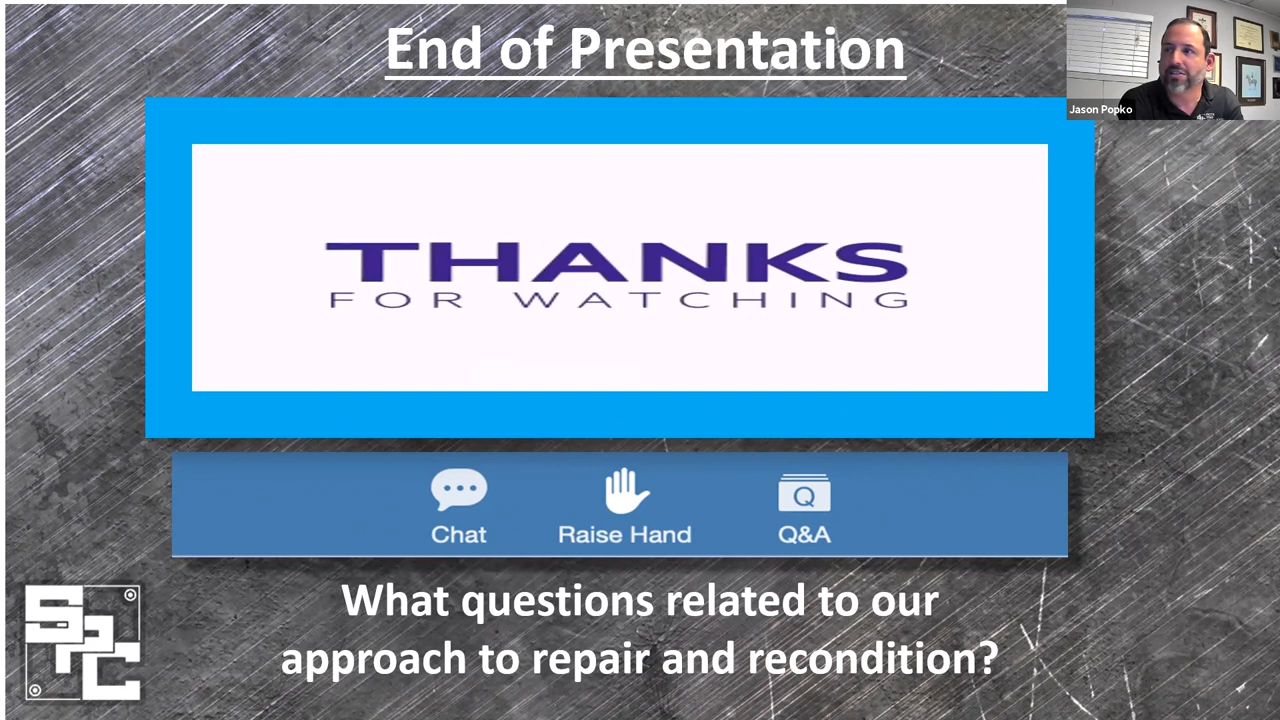 End of Presentation
Jason Popko
THANKS
FOR WATCHING
Q
Chat
Raise Hand
Q&A
What questions related to our
approach to repair and recondition?
SPC